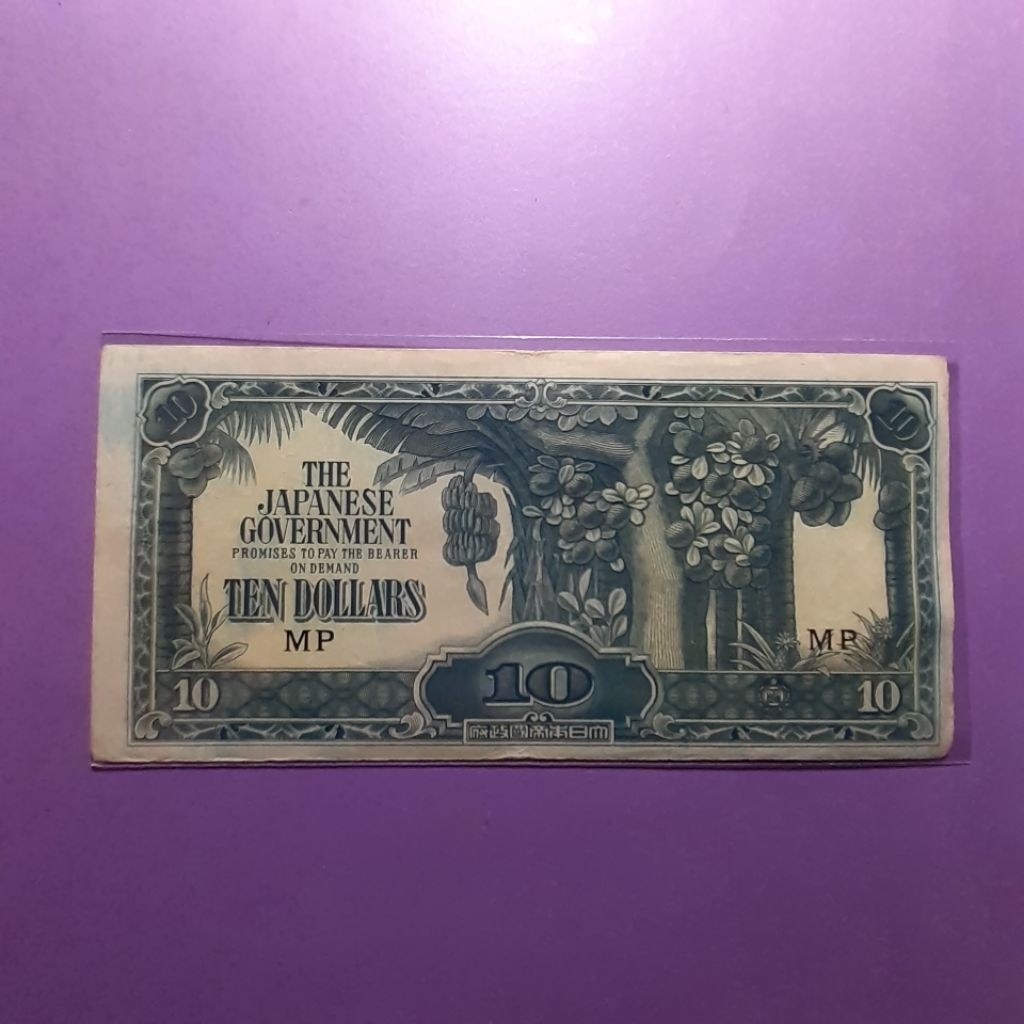 10
10
THE
JAPANESE
GOVERNMENT
PROMISES TO PAY THE BEARER
ON DEMAND
TEN DOLLARS
MP
MP
10
10
10
府政國帝本日大